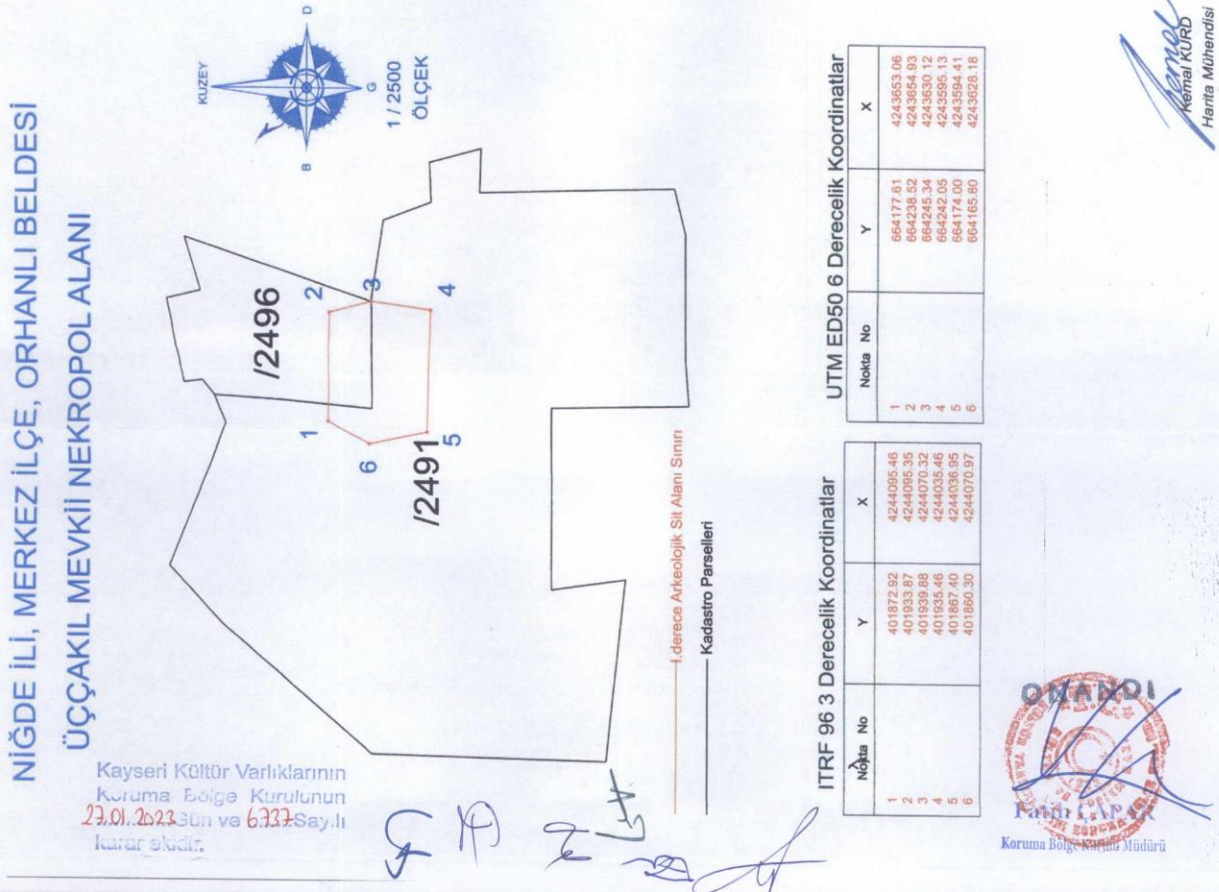 NİĞDE İLİ, MERKEZ İLÇE, ORHANLI BELDESİ
ÜÇÇAKIL MEVKİİ NEKROPOL ALANI
KUZEY
B
D
G
1 / 2500
ÖLÇEK
/2496
/2491
1
2
3
4
5
6
Kayseri Kültür Varlıklarının
Koruma Bölge Kurulunun
27.01.2023 Gün ve 6737 Sayılı
karar ekidir.
I.derece Arkeolojik Sit Alanı Sınırı
Kadastro Parselleri
ITRF 96 3 Derecelik Koordinatlar
Nokta No Y X
1 401872.92 4244095.46
2 401933.87 4244095.35
3 401939.88 4244070.32
4 401935.46 4244035.46
5 401867.40 4244036.95
6 401860.30 4244070.97
UTM ED50 6 Derecelik Koordinatlar
Nokta No Y X
1 664177.61 4243653.06
2 664238.52 4243654.93
3 664245.34 4243630.12
4 664242.05 4243595.13
5 664174.00 4243594.41
6 664165.80 4243628.18
ONANDI
Koruma Bölge Kurulu Müdürü
Kemal KURD
Harita Mühendisi